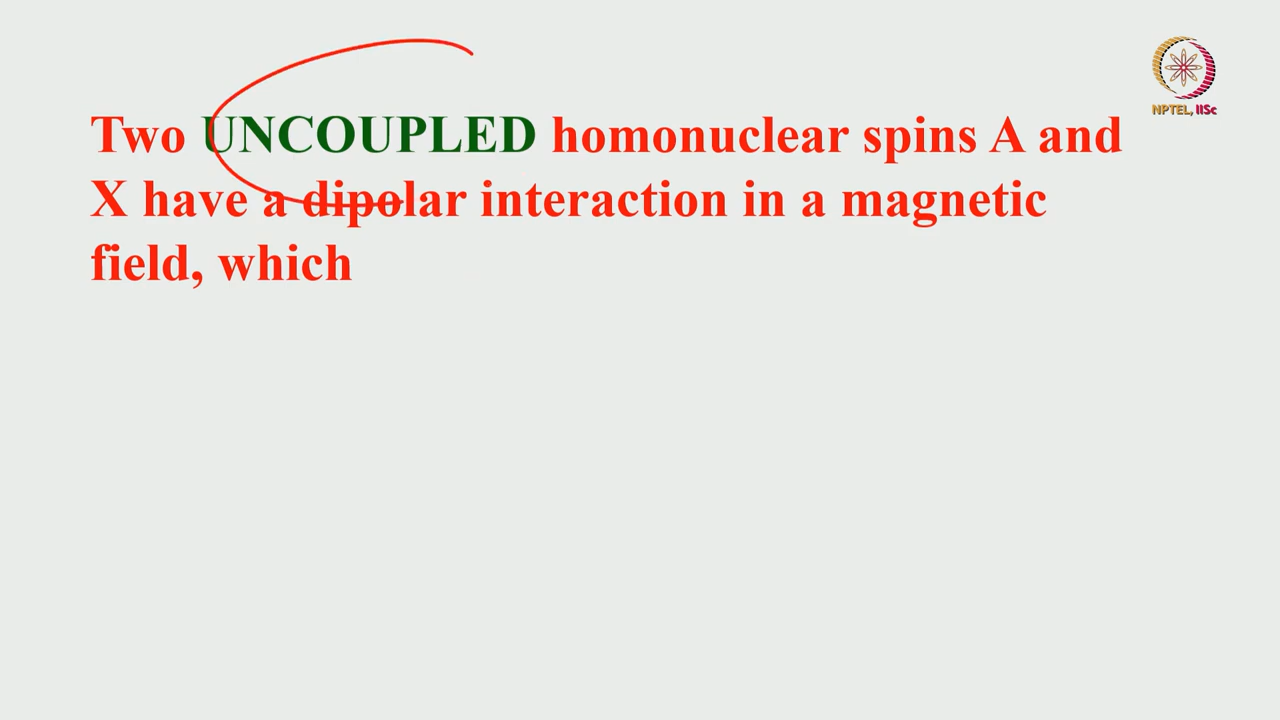 Two UNCOUPLED homonuclear spins A and
X have a dipolar interaction in a magnetic
field, which
NPTEL, IISc